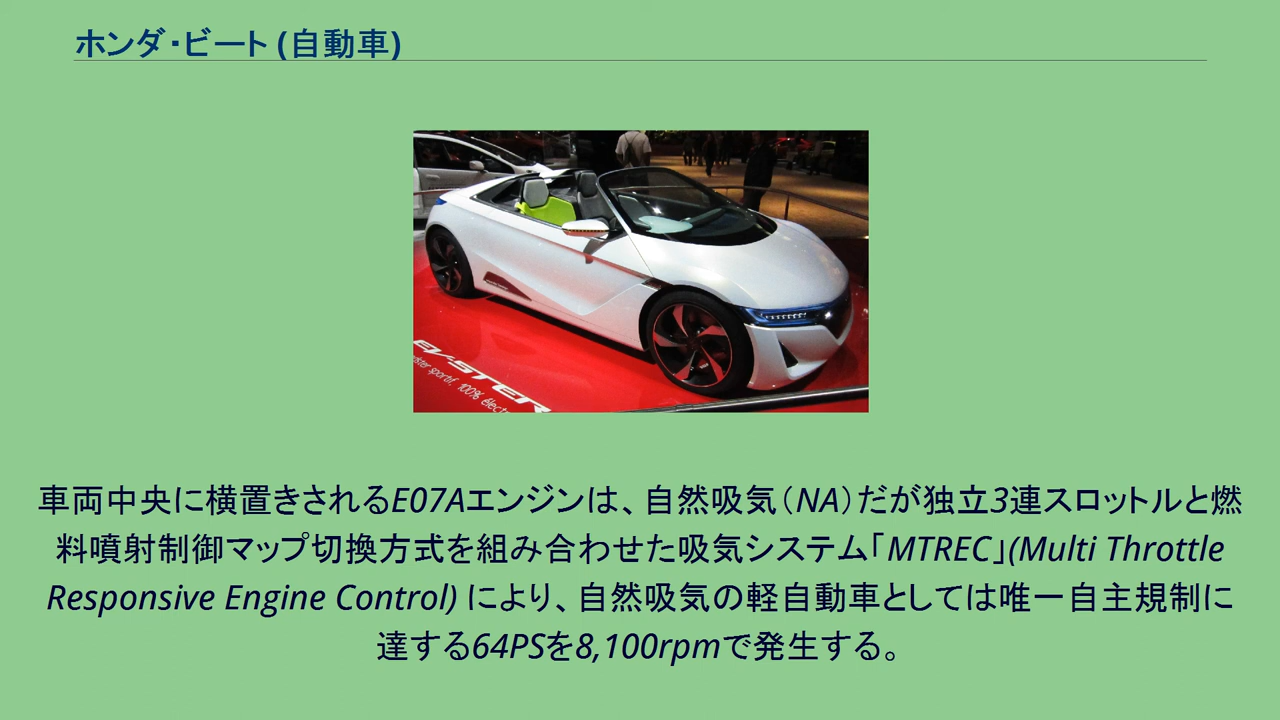 ホンダ・ビート (自動車)
EV-STER
sportif, 100%
車両中央に横置きされるE07Aエンジンは、自然吸気（NA）だが独立3連スロットルと燃
料噴射制御マップ切換方式を組み合わせた吸気システム「MTREC」(Multi Throttle
Responsive Engine Control) により、自然吸気の軽自動車としては唯一自主規制に
達する64PSを8,100rpmで発生する。